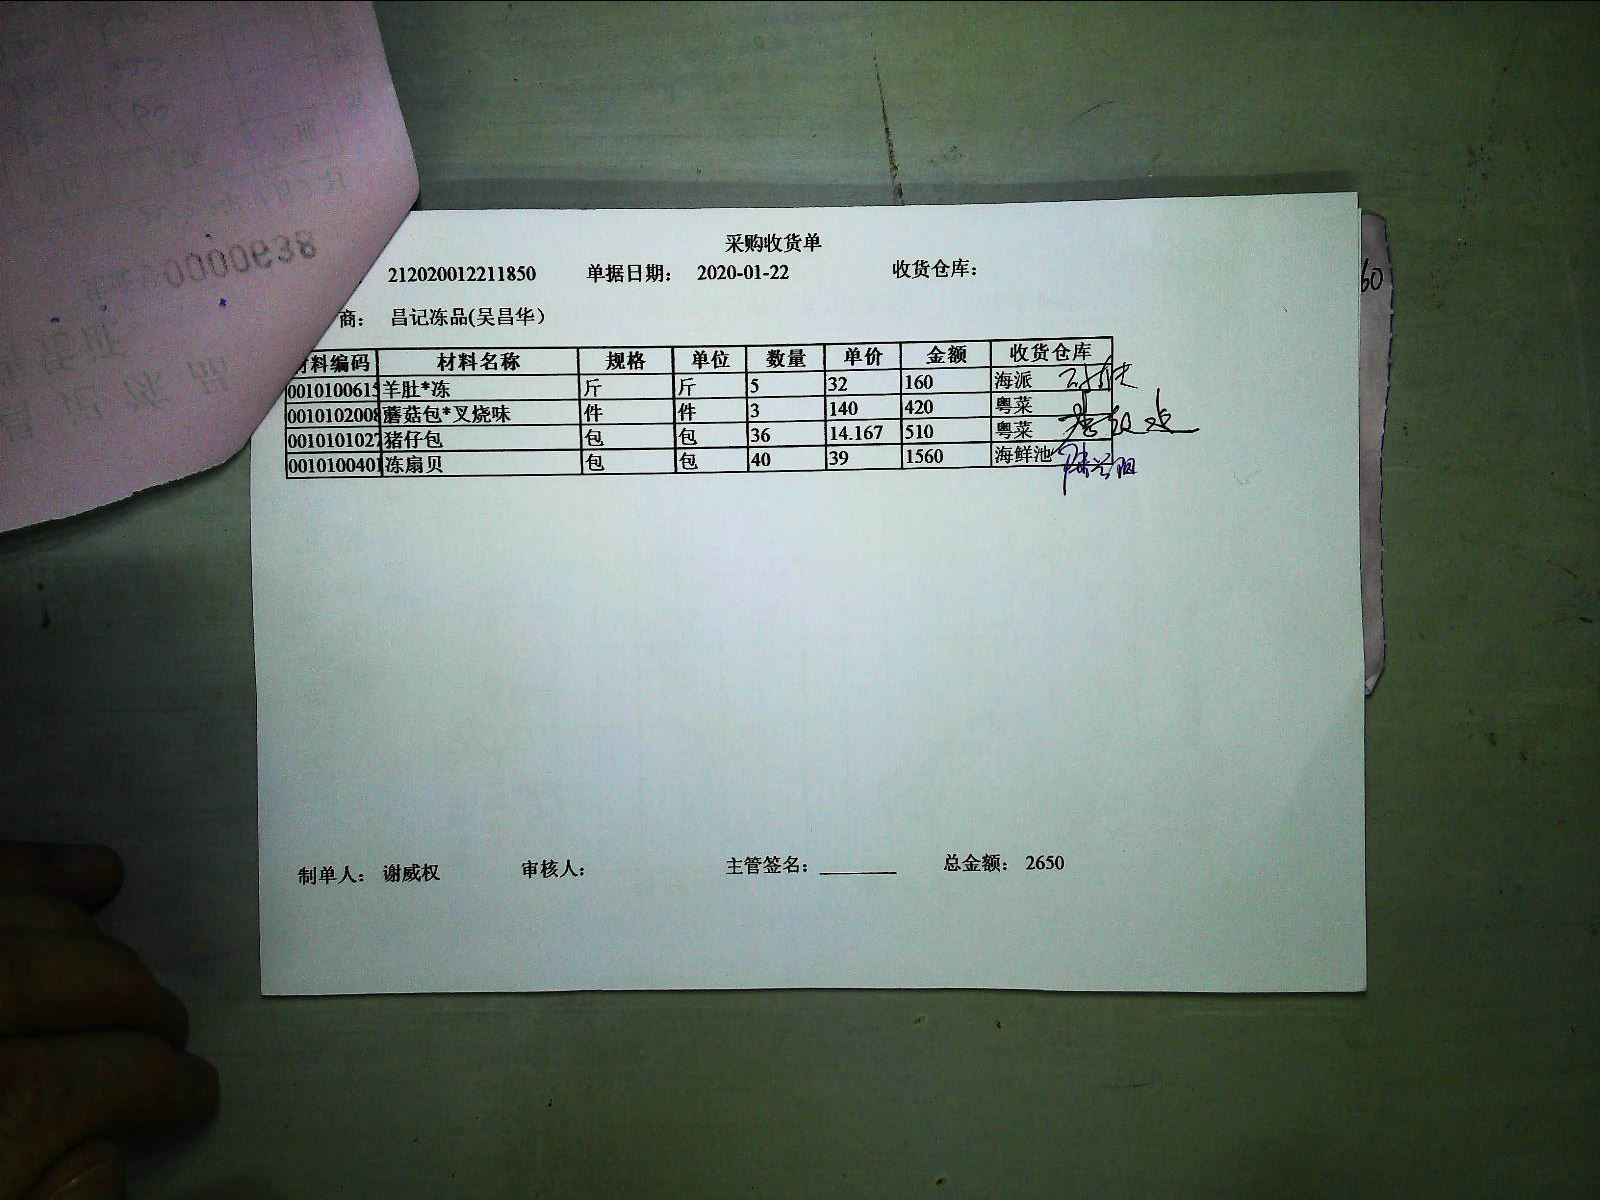 采购收货单
212020012211850 单据日期： 2020-01-22 收货仓库：
商： 昌记冻品(吴昌华）
材料编码 材料名称 规格 单位 数量 单价 金额 收货仓库
0010100615 羊肚*冻 斤 斤 5 32 160 海派
0010102008 蘑菇包*叉烧味 件 件 3 140 420 粤菜
0010101027 猪仔包 包 包 36 14.167 510 粤菜
0010100401 冻扇贝 包 包 40 39 1560 海鲜池
制单人： 谢威权 审核人： 主管签名： 总金额： 2650
0000638
60